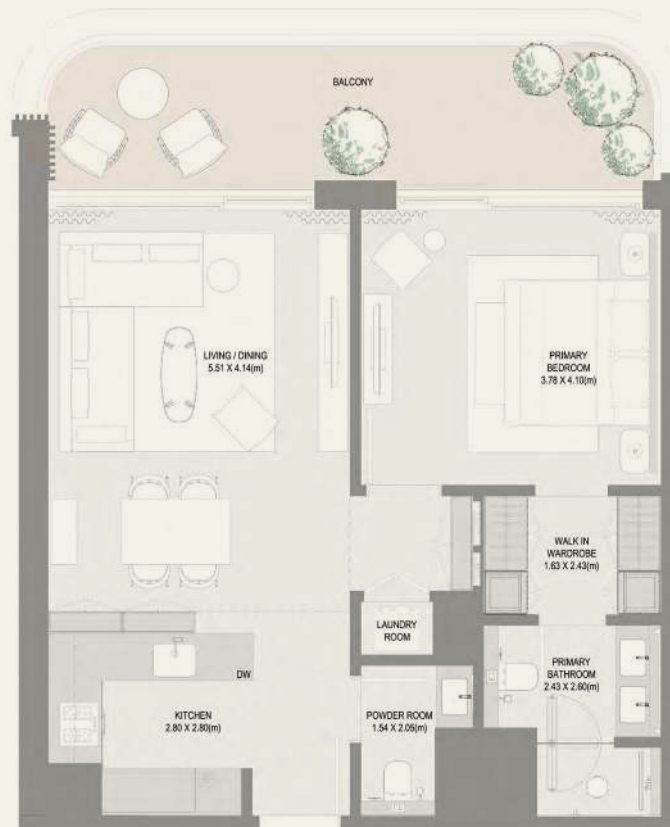 BALCONY
LIVING / DINING
5.51 X 4.14(m)
PRIMARY
BEDROOM
3.78 X 4.10(m)
WALK IN
WARDROBE
1.63 X 2.43(m)
LAUNDRY
ROOM
PRIMARY
BATHROOM
2.43 X 2.60(m)
DW
KITCHEN
2.80 X 2.80(m)
POWDER ROOM
1.54 X 2.05(m)